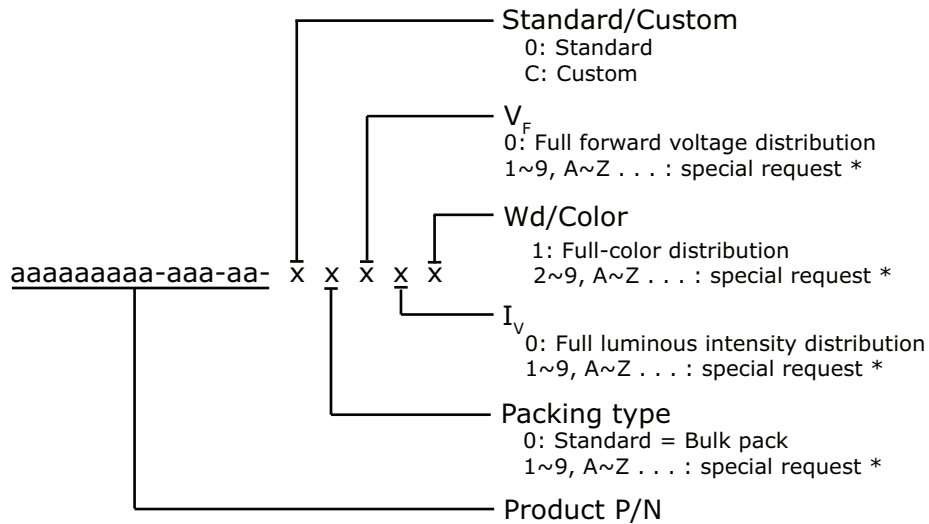 Standard/Custom
0: Standard
C: Custom
VF
0: Full forward voltage distribution
1~9, A~Z . . . : special request *
Wd/Color
1: Full-color distribution
2~9, A~Z . . . : special request *
aaaaaaaaa-aaa-aa- x x x x x
IV
0: Full luminous intensity distribution
1~9, A~Z . . . : special request *
Packing type
0: Standard = Bulk pack
1~9, A~Z . . . : special request *
Product P/N